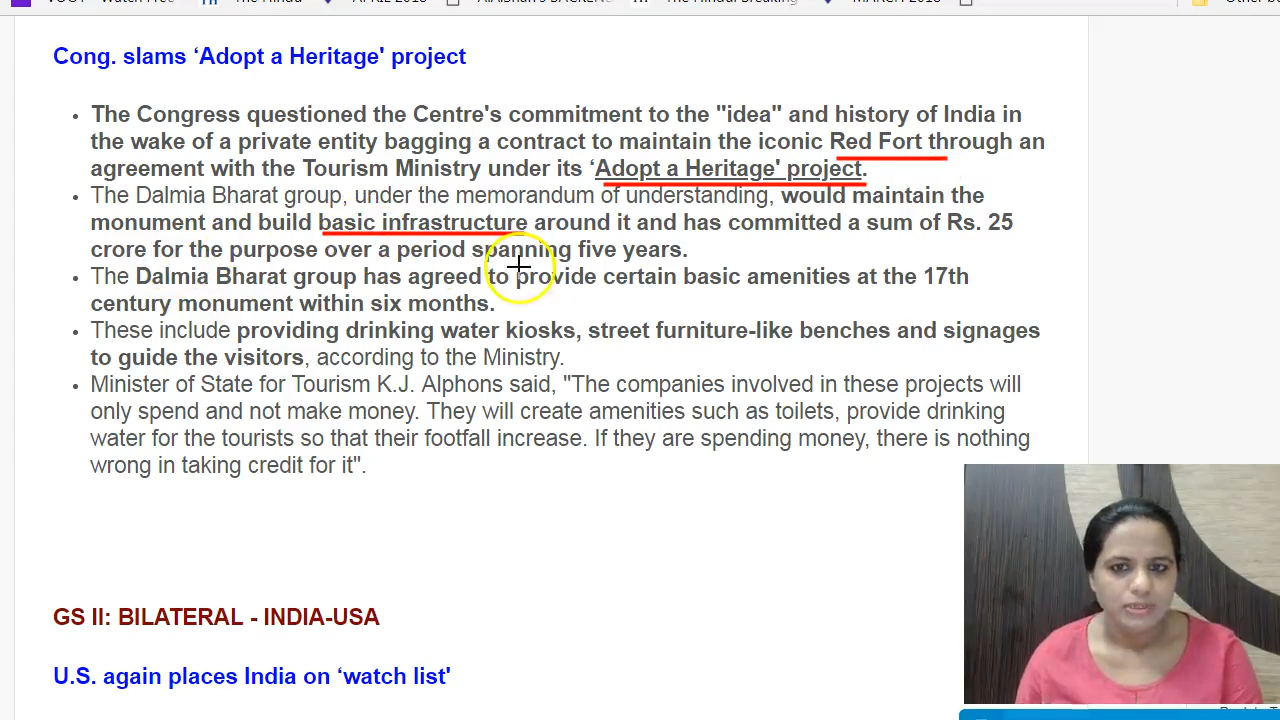 Cong. slams ‘Adopt a Heritage' project
The Congress questioned the Centre's commitment to the "idea" and history of India in
the wake of a private entity bagging a contract to maintain the iconic Red Fort through an
agreement with the Tourism Ministry under its ‘Adopt a Heritage' project.
The Dalmia Bharat group, under the memorandum of understanding, would maintain the
monument and build basic infrastructure around it and has committed a sum of Rs. 25
crore for the purpose over a period spanning five years.
The Dalmia Bharat group has agreed to provide certain basic amenities at the 17th
century monument within six months.
These include providing drinking water kiosks, street furniture-like benches and signages
to guide the visitors, according to the Ministry.
Minister of State for Tourism K.J. Alphons said, "The companies involved in these projects will
only spend and not make money. They will create amenities such as toilets, provide drinking
water for the tourists so that their footfall increase. If they are spending money, there is nothing
wrong in taking credit for it".
GS II: BILATERAL - INDIA-USA
U.S. again places India on ‘watch list'